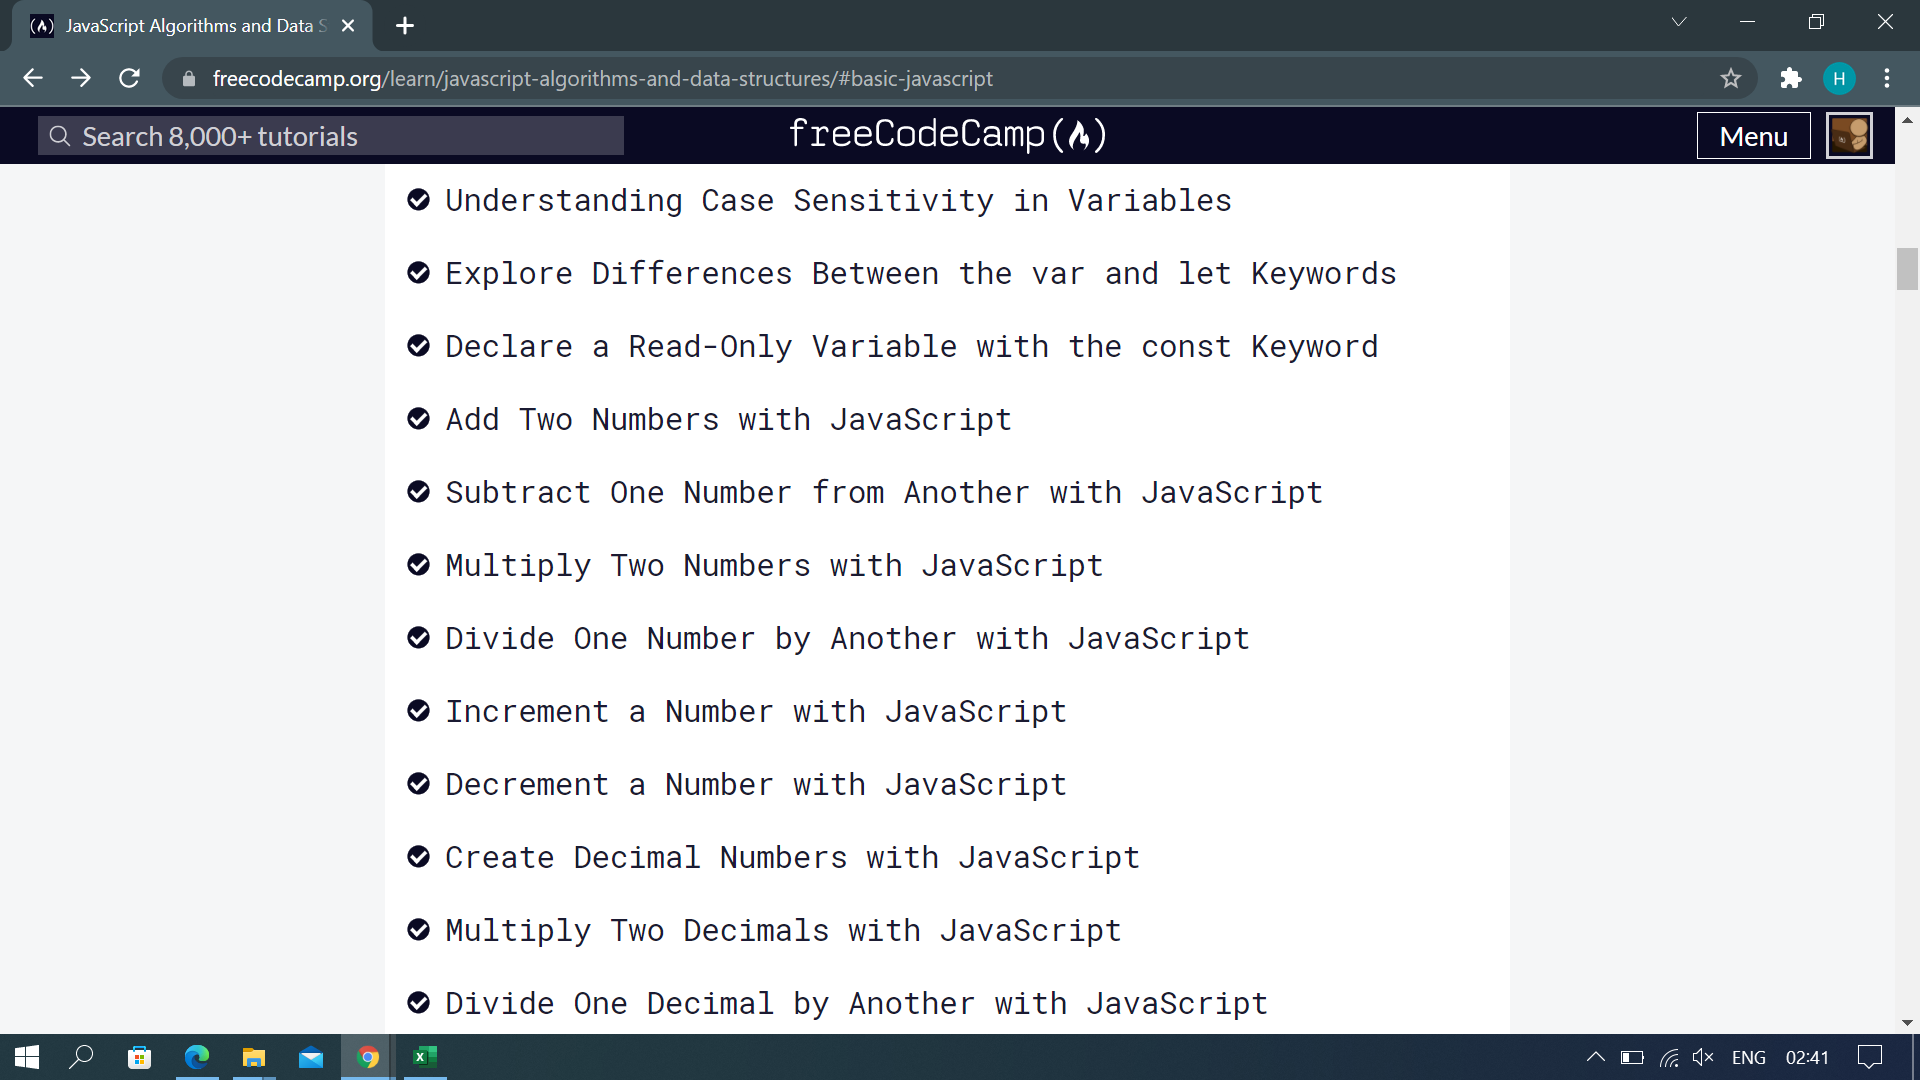 JavaScript Algorithms and Data S
freecodecamp.org/learn/javascript-algorithms-and-data-structures/#basic-javascript
H
Search 8,000+ tutorials
freeCodeCamp
Menu
Understanding Case Sensitivity in Variables
Explore Differences Between the var and let Keywords
Declare a Read-Only Variable with the const Keyword
Add Two Numbers with JavaScript
Subtract One Number from Another with JavaScript
Multiply Two Numbers with JavaScript
Divide One Number by Another with JavaScript
Increment a Number with JavaScript
Decrement a Number with JavaScript
Create Decimal Numbers with JavaScript
Multiply Two Decimals with JavaScript
Divide One Decimal by Another with JavaScript
ENG
02:41